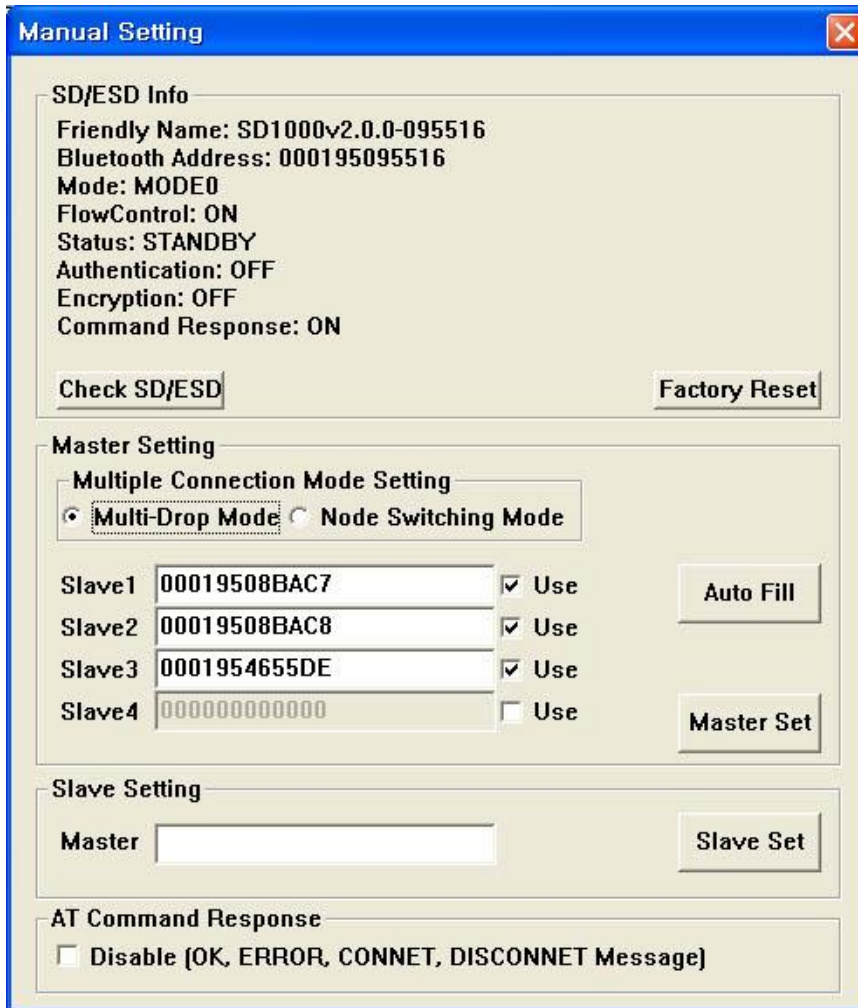 Manual Setting
SD/ESD Info
Friendly Name: SD1000v2.0.0-095516
Bluetooth Address: 000195095516
Mode: MODE0
FlowControl: ON
Status: STANDBY
Authentication: OFF
Encryption: OFF
Command Response: ON
Check SD/ESD Factory Reset
Master Setting
Multiple Connection Mode Setting
Multi-Drop Mode Node Switching Mode
Slave1 00019508BAC7 Use Auto Fill
Slave2 00019508BAC8 Use
Slave3 0001954655DE Use
Slave4 000000000000 Use Master Set
Slave Setting
Master Slave Set
AT Command Response
Disable (OK, ERROR, CONNET, DISCONNET Message)